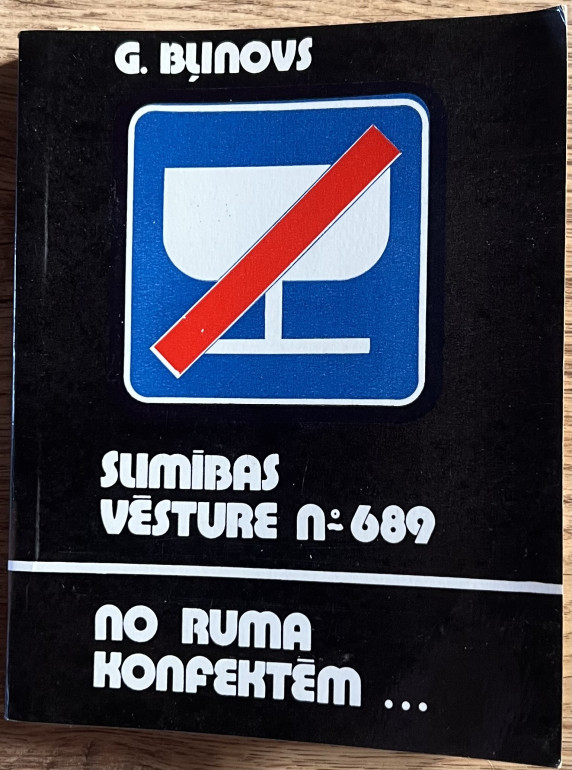 G. BĻINOVS
SLIMĪBAS
VĒSTURE Nº 689
NO RUMA
KONFEKTĒM ...